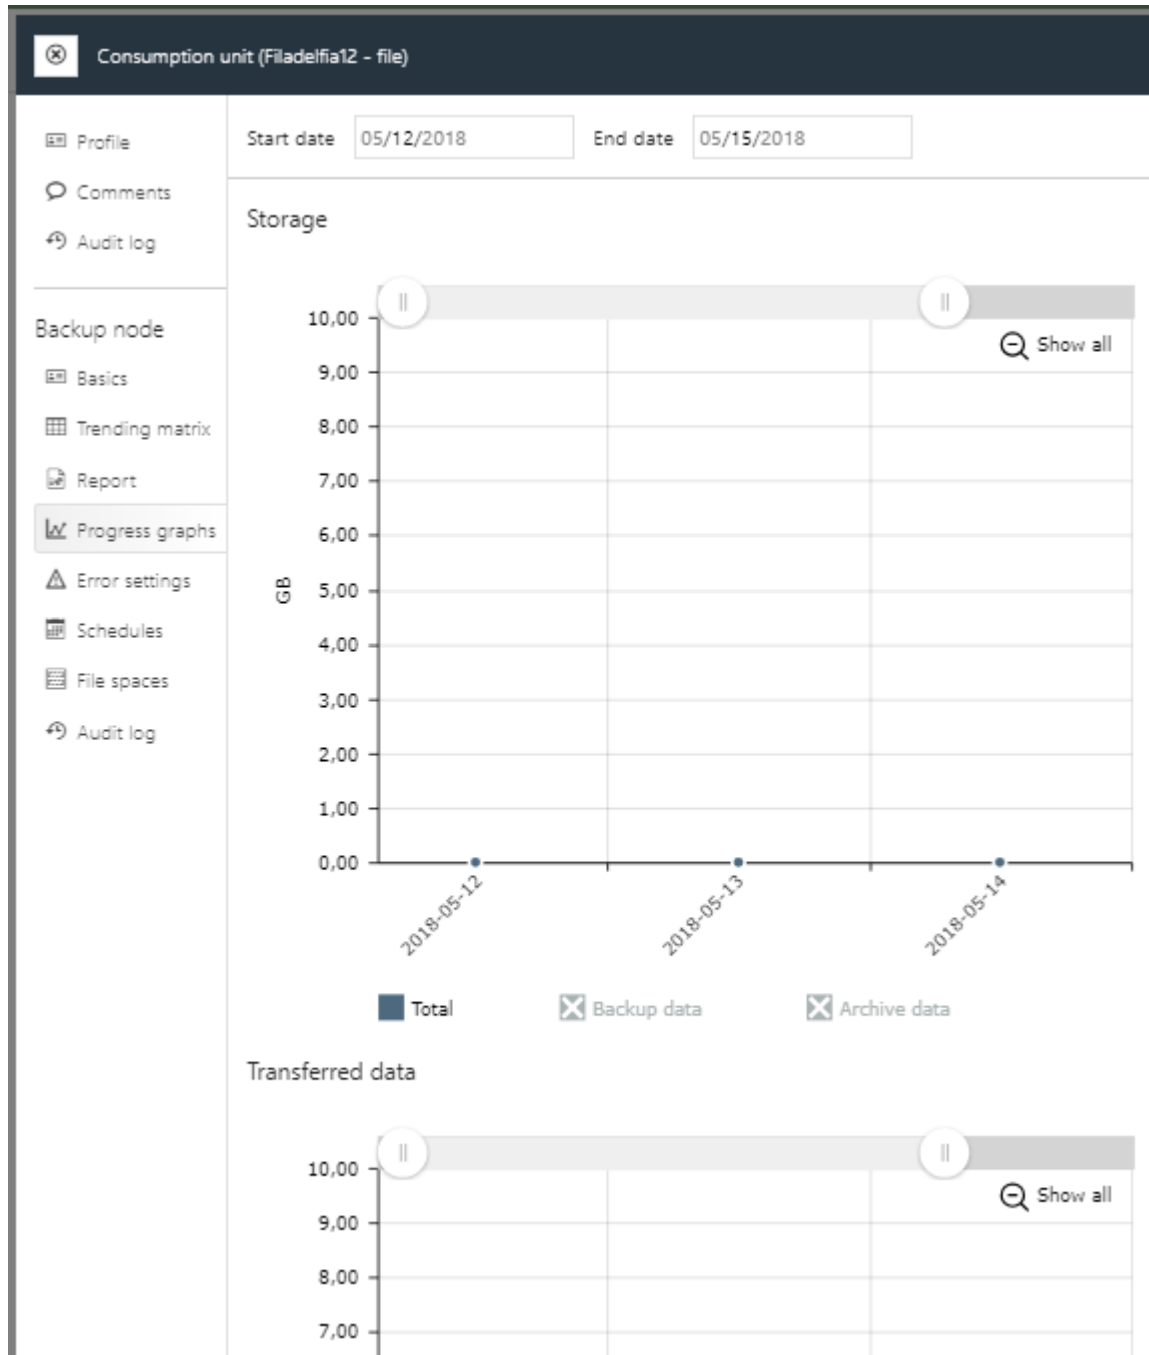 Consumption unit (Filadelfia12 - file)
Profile
Comments
Audit log
Backup node
Basics
Trending matrix
Report
Progress graphs
Error settings
Schedules
File spaces
Audit log
Start date 05/12/2018 End date 05/15/2018
Storage
Show all
10,00
9,00
8,00
7,00
6,00
5,00
4,00
3,00
2,00
1,00
0,00
GB
2018-05-12 2018-05-13 2018-05-14
Total Backup data Archive data
Transferred data
Show all
10,00
9,00
8,00
7,00